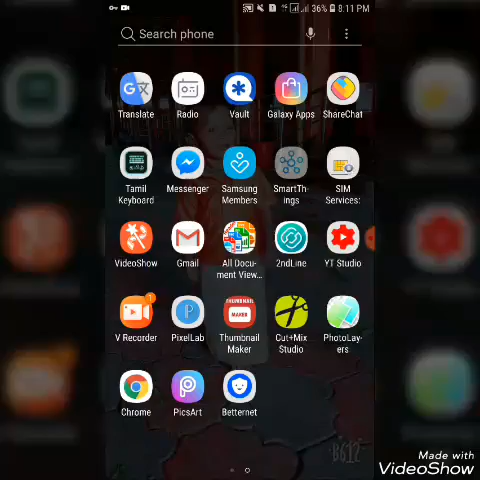 36% 8:11 PM
Search phone
Translate
Radio
Vault
Galaxy Apps
ShareChat
Tamil
Keyboard
Messenger
Samsung
Members
SmartTh-
ings
SIM
Services:
VideoShow
Gmail
All Docu-
ment View...
2ndLine
YT Studio
V Recorder
1
PixelLab
THUMBNAIL
MAKER
Thumbnail
Maker
Cut+Mix
Studio
PhotoLay-
ers
Chrome
PicsArt
Betternet
B612
Made with
VideoShow